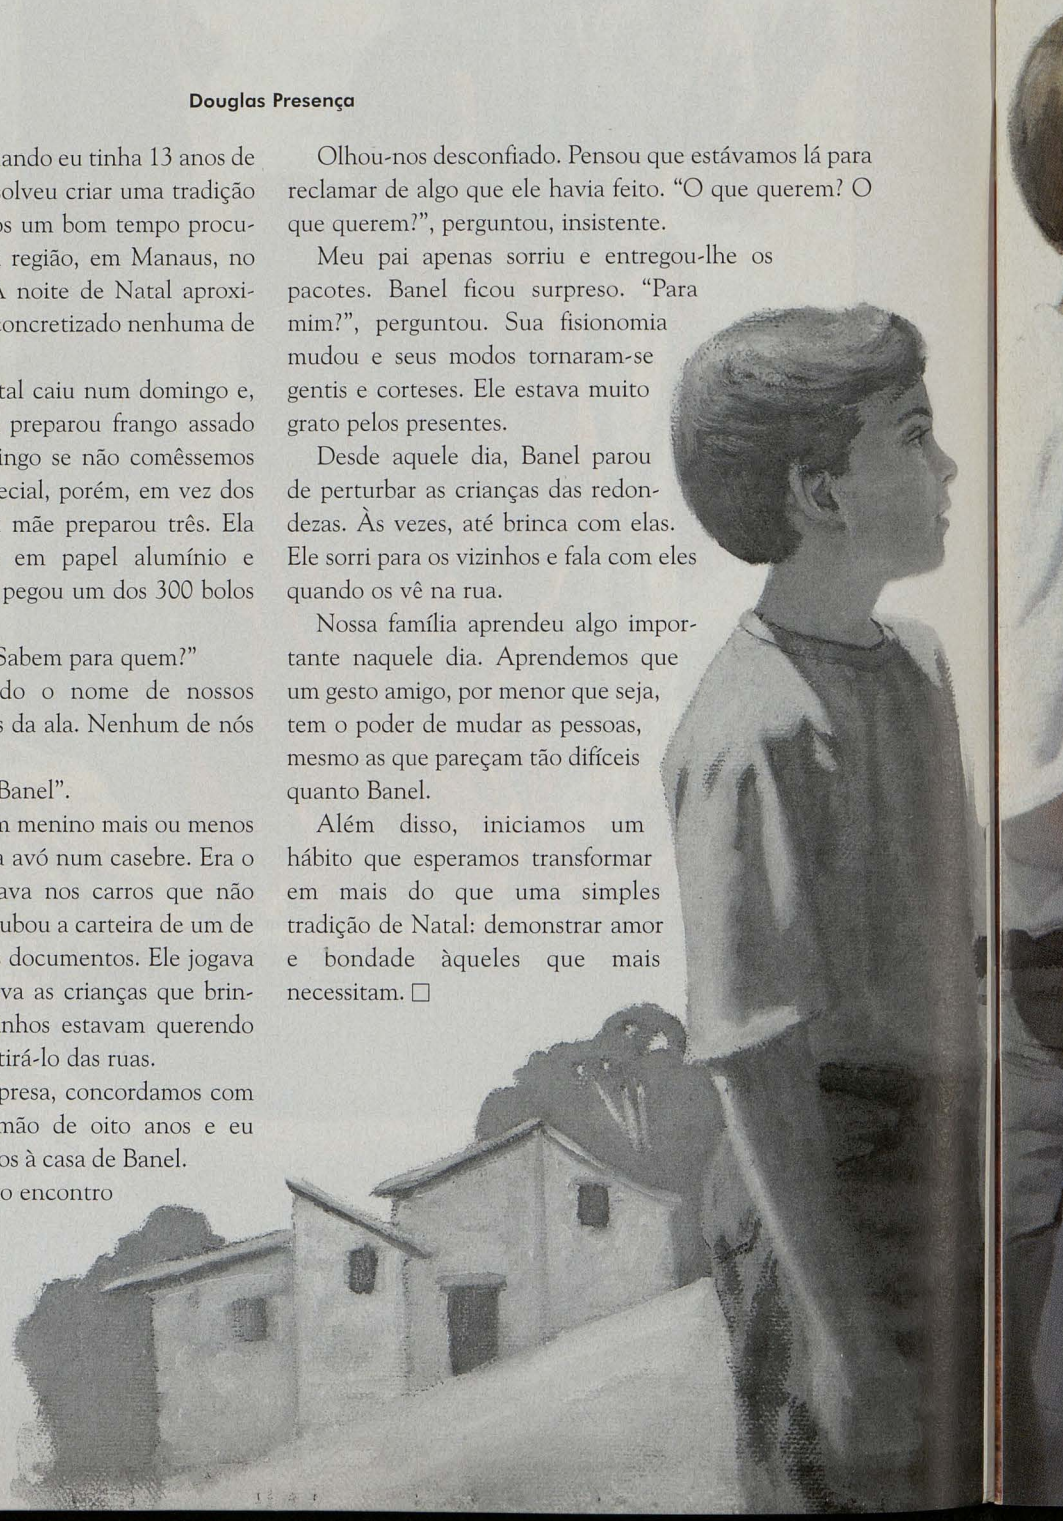 Douglas Presença
ando eu tinha 13 anos de
solveu criar uma tradição
os um bom tempo procu-
região, em Manaus, no
A noite de Natal aproxi-
concretizado nenhuma de
tal caiu num domingo e,
preparou frango assado
ingo se não comêssemos
ecial, porém, em vez dos
mãe preparou três. Ela
em papel alumínio e
pegou um dos 300 bolos
Sabem para quem?”
do o nome de nossos
s da ala. Nenhum de nós
Banel”.
m menino mais ou menos
a avó num casebre. Era o
ava nos carros que não
ubou a carteira de um de
documentos. Ele jogava
va as crianças que brin-
nhos estavam querendo
tirá-lo das ruas.
presa, concordamos com
mão de oito anos e eu
os à casa de Banel.
o encontro
Olhou-nos desconfiado. Pensou que estávamos lá para
reclamar de algo que ele havia feito. “O que querem? O
que querem?”, perguntou, insistente.
Meu pai apenas sorriu e entregou-lhe os
pacotes. Banel ficou surpreso. “Para
mim?”, perguntou. Sua fisionomia
mudou e seus modos tornaram-se
gentis e corteses. Ele estava muito
grato pelos presentes.
Desde aquele dia, Banel parou
de perturbar as crianças das redon-
dezas. Às vezes, até brinca com elas.
Ele sorri para os vizinhos e fala com eles
quando os vê na rua.
Nossa família aprendeu algo impor-
tante naquele dia. Aprendemos que
um gesto amigo, por menor que seja,
tem o poder de mudar as pessoas,
mesmo as que pareçam tão difíceis
quanto Banel.
Além disso, iniciamos um
hábito que esperamos transformar
em mais do que uma simples
tradição de Natal: demonstrar amor
e bondade àqueles que mais
necessitam. □